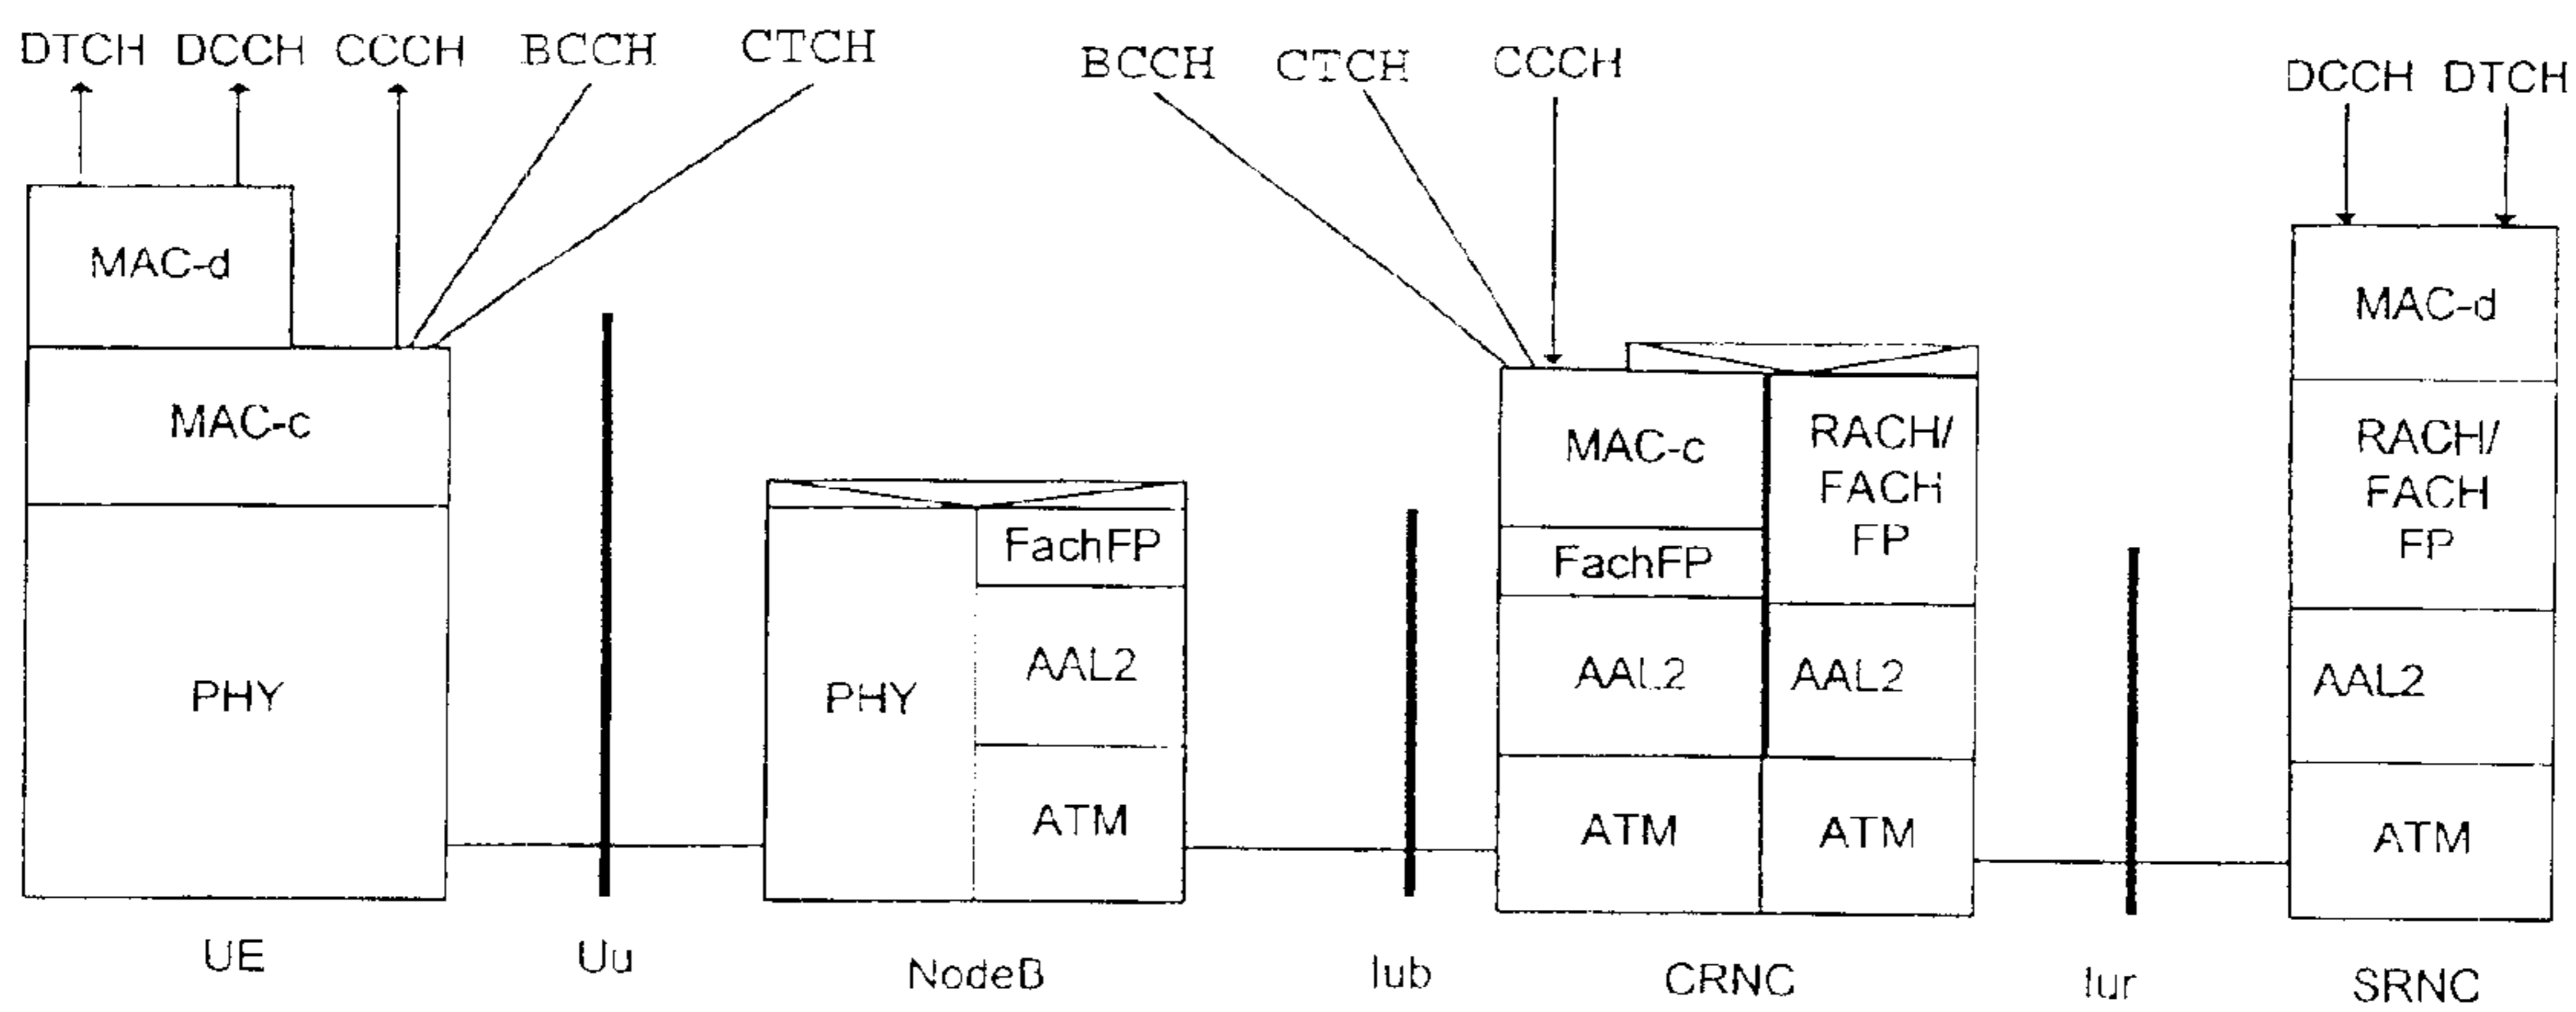 DTCH DCCH CCCH BCCH CTCH
BCCH CTCH CCCH
DCCH DTCH
MAC-d
MAC-c
PHY
UE
Uu
PHY
FachFP
AAL2
ATM
NodeB
Iub
MAC-c
FachFP
AAL2
ATM
RACH/
FACH
FP
AAL2
ATM
CRNC
Iur
MAC-d
RACH/
FACH
FP
AAL2
ATM
SRNC